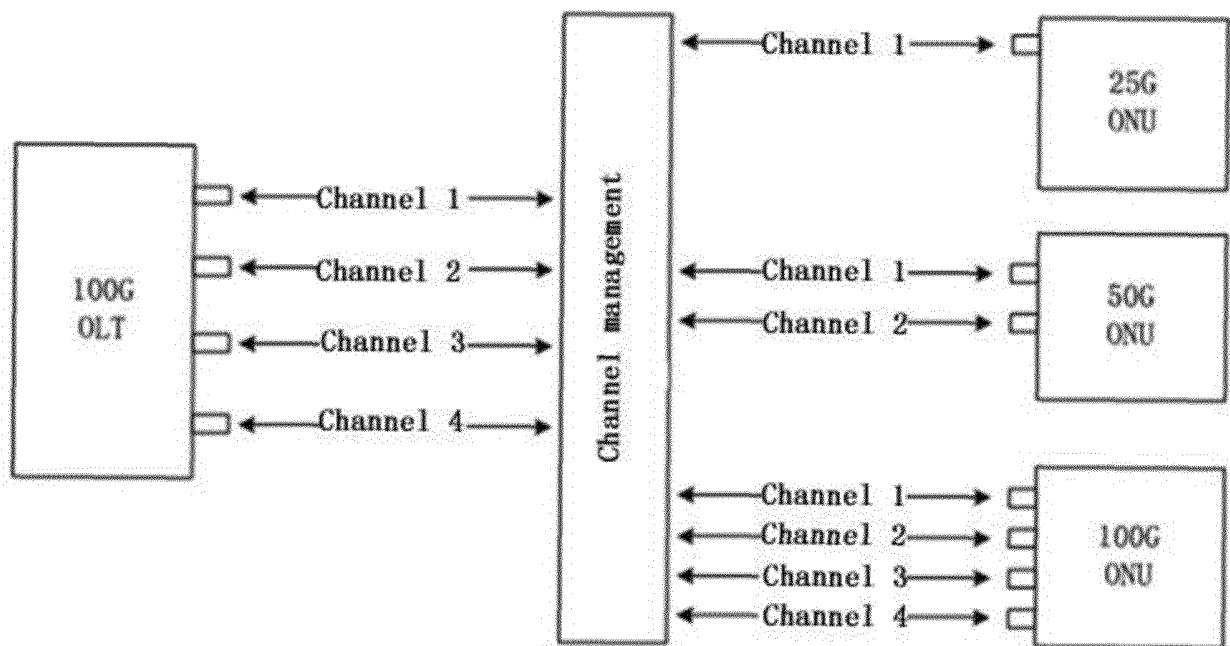 100G
OLT
Channel 1
Channel 2
Channel 3
Channel 4
Channel management
Channel 1
25G
ONU
Channel 1
Channel 2
50G
ONU
Channel 1
Channel 2
Channel 3
Channel 4
100G
ONU